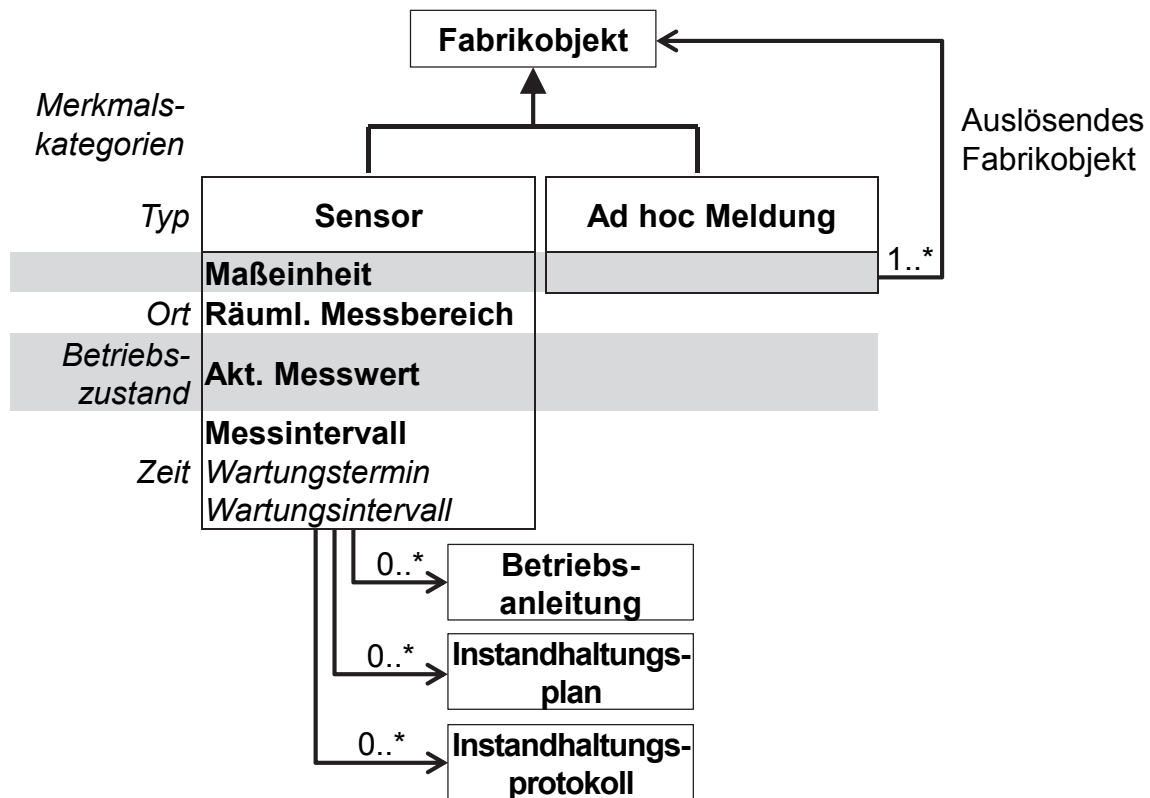 Fabrikobjekt
Merkmals-
kategorien
Auslösendes
Fabrikobjekt
Typ
Sensor
Ad hoc Meldung
1..*
Maßeinheit
Ort
Räuml. Messbereich
Betriebs-
zustand
Akt. Messwert
Messintervall
Zeit
Wartungstermin
Wartungsintervall
0..*
Betriebs-
anleitung
0..*
Instandhaltungs-
plan
0..*
Instandhaltungs-
protokoll